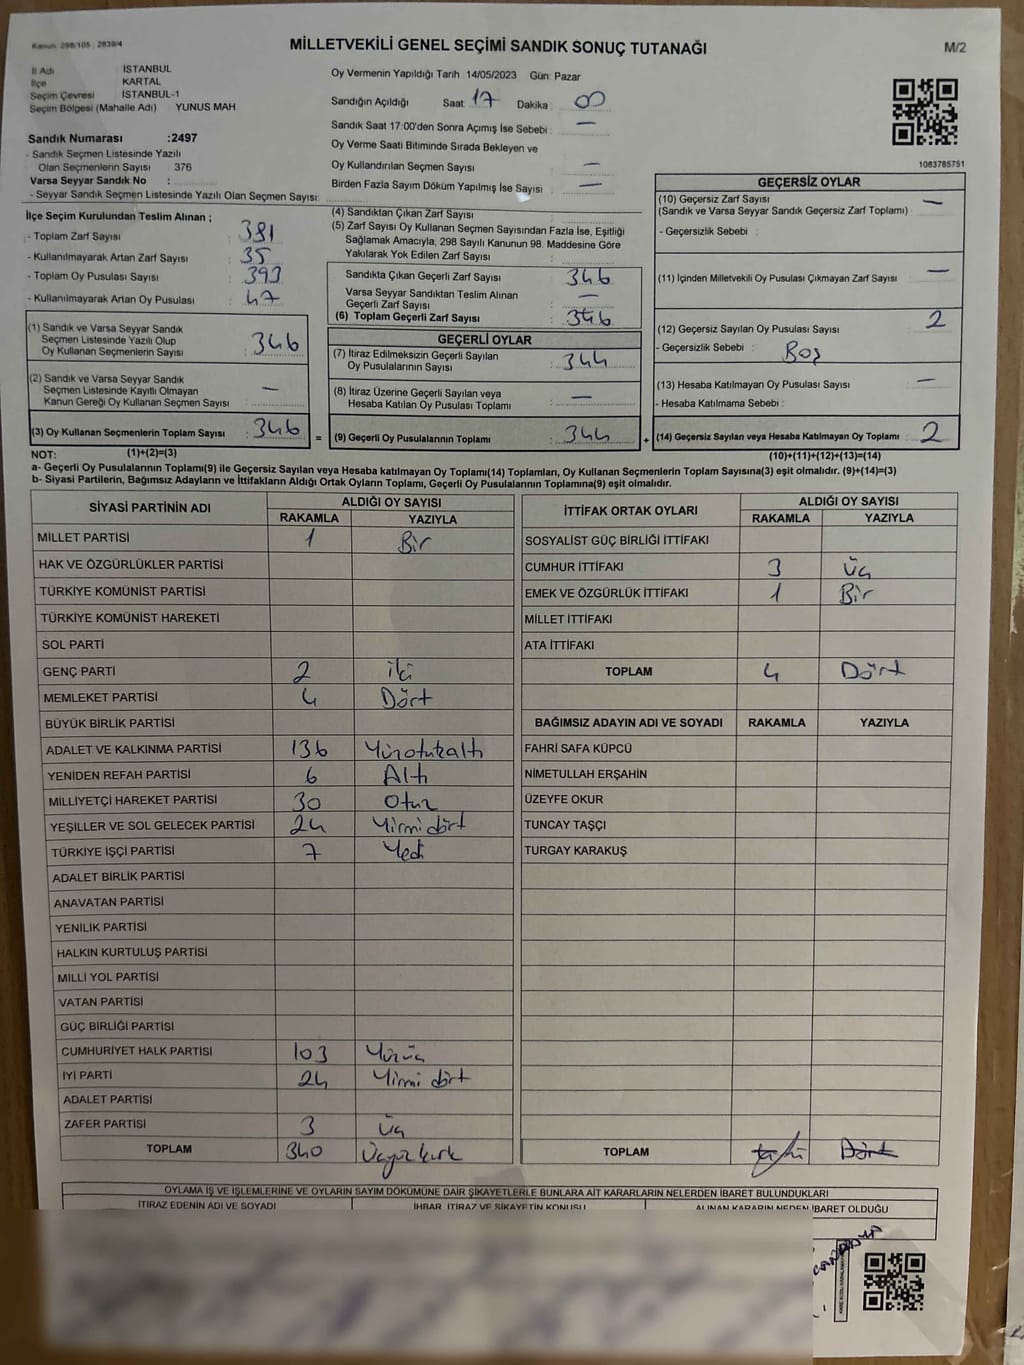 Kanun: 298/105 ; 2839/4
MİLLETVEKİLİ GENEL SEÇİMİ SANDIK SONUÇ TUTANAĞI
M/2
İl Adı İSTANBUL
İlçe KARTAL
Seçim Çevresi İSTANBUL-1
Seçim Bölgesi (Mahalle Adı) YUNUS MAH
Sandık Numarası :2497
- Sandık Seçmen Listesinde Yazılı
Olan Seçmenlerin Sayısı 376
Varsa Seyyar Sandık No :
- Seyyar Sandık Seçmen Listesinde Yazılı Olan Seçmen Sayısı:
Oy Vermenin Yapıldığı Tarih 14/05/2023 Gün: Pazar
Sandığın Açıldığı Saat 17 Dakika : 00
Sandık Saat 17:00'den Sonra Açımış İse Sebebi : —
Oy Verme Saati Bitiminde Sırada Bekleyen ve
Oy Kullandırılan Seçmen Sayısı : —
Birden Fazla Sayım Döküm Yapılmış İse Sayısı : —
1083785751
İlçe Seçim Kurulundan Teslim Alınan ;
- Toplam Zarf Sayısı : 381
- Kullanılmayarak Artan Zarf Sayısı : 35
- Toplam Oy Pusulası Sayısı : 393
- Kullanılmayarak Artan Oy Pusulası : 47
(1) Sandık ve Varsa Seyyar Sandık
Seçmen Listesinde Yazılı Olup
Oy Kullanan Seçmenlerin Sayısı : 346
(2) Sandık ve Varsa Seyyar Sandık
Seçmen Listesinde Kayıtlı Olmayan
Kanun Gereği Oy Kullanan Seçmen Sayısı : —
(3) Oy Kullanan Seçmenlerin Toplam Sayısı : 346
(1)+(2)=(3)
(4) Sandıktan Çıkan Zarf Sayısı :
(5) Zarf Sayısı Oy Kullanan Seçmen Sayısından Fazla İse, Eşitliği
Sağlamak Amacıyla, 298 Sayılı Kanunun 98. Maddesine Göre
Yakılarak Yok Edilen Zarf Sayısı :
Sandıkta Çıkan Geçerli Zarf Sayısı : 346
Varsa Seyyar Sandıktan Teslim Alınan
Geçerli Zarf Sayısı : —
(6) Toplam Geçerli Zarf Sayısı : 346
GEÇERLİ OYLAR
(7) İtiraz Edilmeksizin Geçerli Sayılan
Oy Pusulalarının Sayısı : 344
(8) İtiraz Üzerine Geçerli Sayılan veya
Hesaba Katılan Oy Pusulası Toplamı : —
= (9) Geçerli Oy Pusulalarının Toplamı : 344
GEÇERSİZ OYLAR
(10) Geçersiz Zarf Sayısı
(Sandık ve Varsa Seyyar Sandık Geçersiz Zarf Toplamı) : —
- Geçersizlik Sebebi :
(11) İçinden Milletvekili Oy Pusulası Çıkmayan Zarf Sayısı : —
(12) Geçersiz Sayılan Oy Pusulası Sayısı : 2
- Geçersizlik Sebebi : Boş
(13) Hesaba Katılmayan Oy Pusulası Sayısı : —
- Hesaba Katılmama Sebebi :
+ (14) Geçersiz Sayılan veya Hesaba Katılmayan Oy Toplamı : 2
(10)+(11)+(12)+(13)=(14)
NOT:
a- Geçerli Oy Pusulalarının Toplamı(9) ile Geçersiz Sayılan veya Hesaba katılmayan Oy Toplamı(14) Toplamları, Oy Kullanan Seçmenlerin Toplam Sayısına(3) eşit olmalıdır. (9)+(14)=(3)
b- Siyasi Partilerin, Bağımsız Adayların ve İttifakların Aldığı Ortak Oyların Toplamı, Geçerli Oy Pusulalarının Toplamına(9) eşit olmalıdır.
SİYASİ PARTİNİN ADI ALDIĞI OY SAYISI
RAKAMLA YAZIYLA
MİLLET PARTİSİ 1 Bir
HAK VE ÖZGÜRLÜKLER PARTİSİ
TÜRKİYE KOMÜNİST PARTİSİ
TÜRKİYE KOMÜNİST HAREKETİ
SOL PARTİ
GENÇ PARTİ 2 iki
MEMLEKET PARTİSİ 4 Dört
BÜYÜK BİRLİK PARTİSİ
ADALET VE KALKINMA PARTİSİ 136 Yüzotuzaltı
YENİDEN REFAH PARTİSİ 6 Altı
MİLLİYETÇİ HAREKET PARTİSİ 30 Otuz
YEŞİLLER VE SOL GELECEK PARTİSİ 24 Yirmi dört
TÜRKİYE İŞÇİ PARTİSİ 7 Yedi
ADALET BİRLİK PARTİSİ
ANAVATAN PARTİSİ
YENİLİK PARTİSİ
HALKIN KURTULUŞ PARTİSİ
MİLLİ YOL PARTİSİ
VATAN PARTİSİ
GÜÇ BİRLİĞİ PARTİSİ
CUMHURİYET HALK PARTİSİ 103 Yüzüç
İYİ PARTİ 24 Yirmi dört
ADALET PARTİSİ
ZAFER PARTİSİ 3 Üç
TOPLAM 340 Üçyüzkırk
İTTİFAK ORTAK OYLARI ALDIĞI OY SAYISI
RAKAMLA YAZIYLA
SOSYALİST GÜÇ BİRLİĞİ İTTİFAKI
CUMHUR İTTİFAKI 3 Üç
EMEK VE ÖZGÜRLÜK İTTİFAKI 1 Bir
MİLLET İTTİFAKI
ATA İTTİFAKI
TOPLAM 4 Dört
BAĞIMSIZ ADAYIN ADI VE SOYADI RAKAMLA YAZIYLA
FAHRİ SAFA KÜPCÜ
NİMETULLAH ERŞAHİN
ÜZEYFE OKUR
TUNCAY TAŞÇI
TURGAY KARAKUŞ
TOPLAM Dört
OYLAMA İŞ VE İŞLEMLERİNE VE OYLARIN SAYIM DÖKÜMÜNE DAİR ŞİKAYETLERLE BUNLARA AİT KARARLARIN NELERDEN İBARET BULUNDUKLARI
İTİRAZ EDENİN ADI VE SOYADI İHBAR, İTİRAZ VE ŞİKAYETİN KONUSU ALINAN KARARIN NEDEN İBARET OLDUĞU